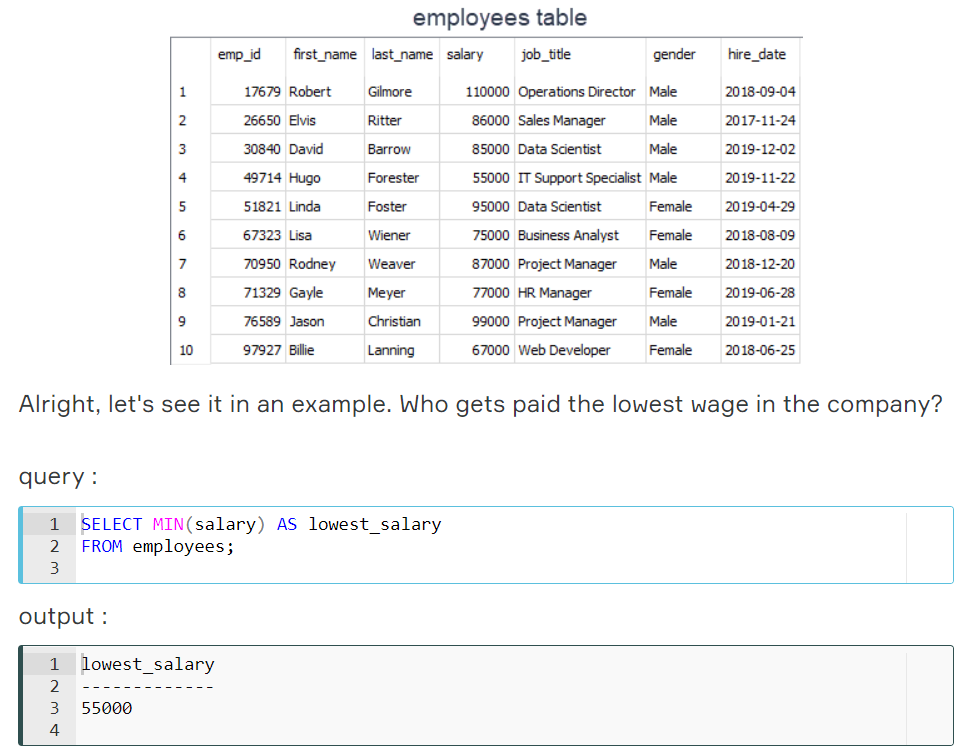 employees table
emp_id first_name last_name salary job_title gender hire_date
1 17679 Robert Gilmore 110000 Operations Director Male 2018-09-04
2 26650 Elvis Ritter 86000 Sales Manager Male 2017-11-24
3 30840 David Barrow 85000 Data Scientist Male 2019-12-02
4 49714 Hugo Forester 55000 IT Support Specialist Male 2019-11-22
5 51821 Linda Foster 95000 Data Scientist Female 2019-04-29
6 67323 Lisa Wiener 75000 Business Analyst Female 2018-08-09
7 70950 Rodney Weaver 87000 Project Manager Male 2018-12-20
8 71329 Gayle Meyer 77000 HR Manager Female 2019-06-28
9 76589 Jason Christian 99000 Project Manager Male 2019-01-21
10 97927 Billie Lanning 67000 Web Developer Female 2018-06-25
Alright, let's see it in an example. Who gets paid the lowest wage in the company?
query :
1 SELECT MIN(salary) AS lowest_salary
2 FROM employees;
3
output :
1 lowest_salary
2 -------------
3 55000
4